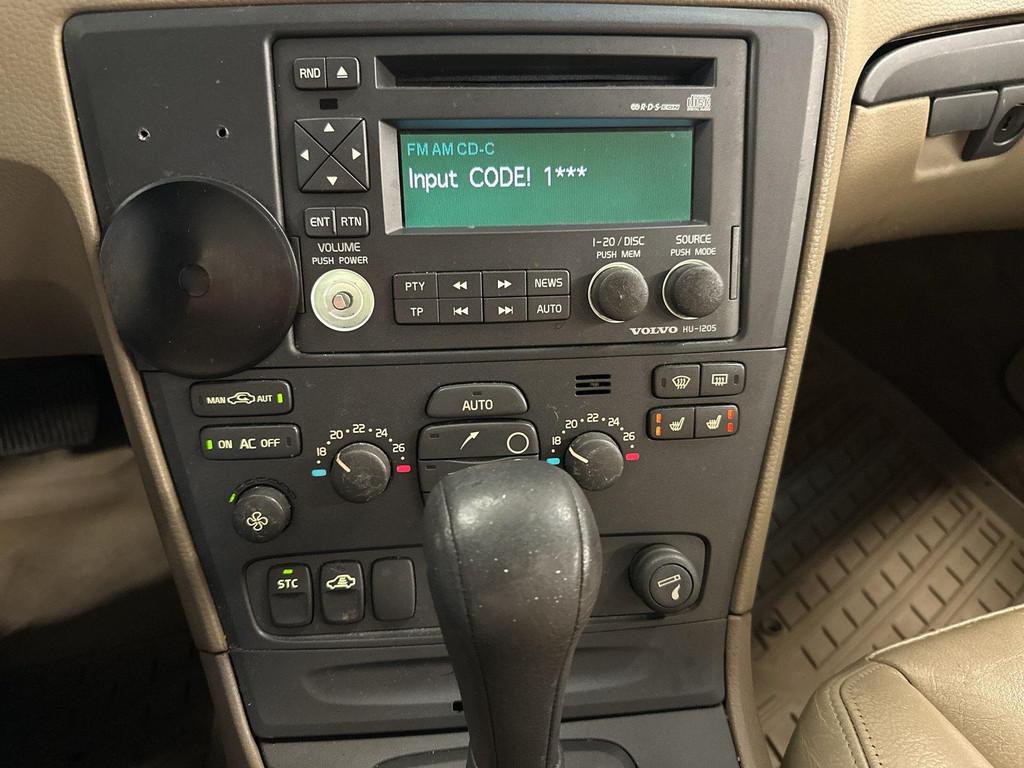 RND
R·D·S
DISC
FM AM CD-C
Input CODE! 1***
ENT RTN
VOLUME
PUSH POWER
1-20 / DISC
PUSH MEM
SOURCE
PUSH MODE
PTY NEWS
TP AUTO
VOLVO HU-1205
MAN AUT
AUTO
ON AC OFF
18 20 22 24 26
18 20 22 24 26
STC